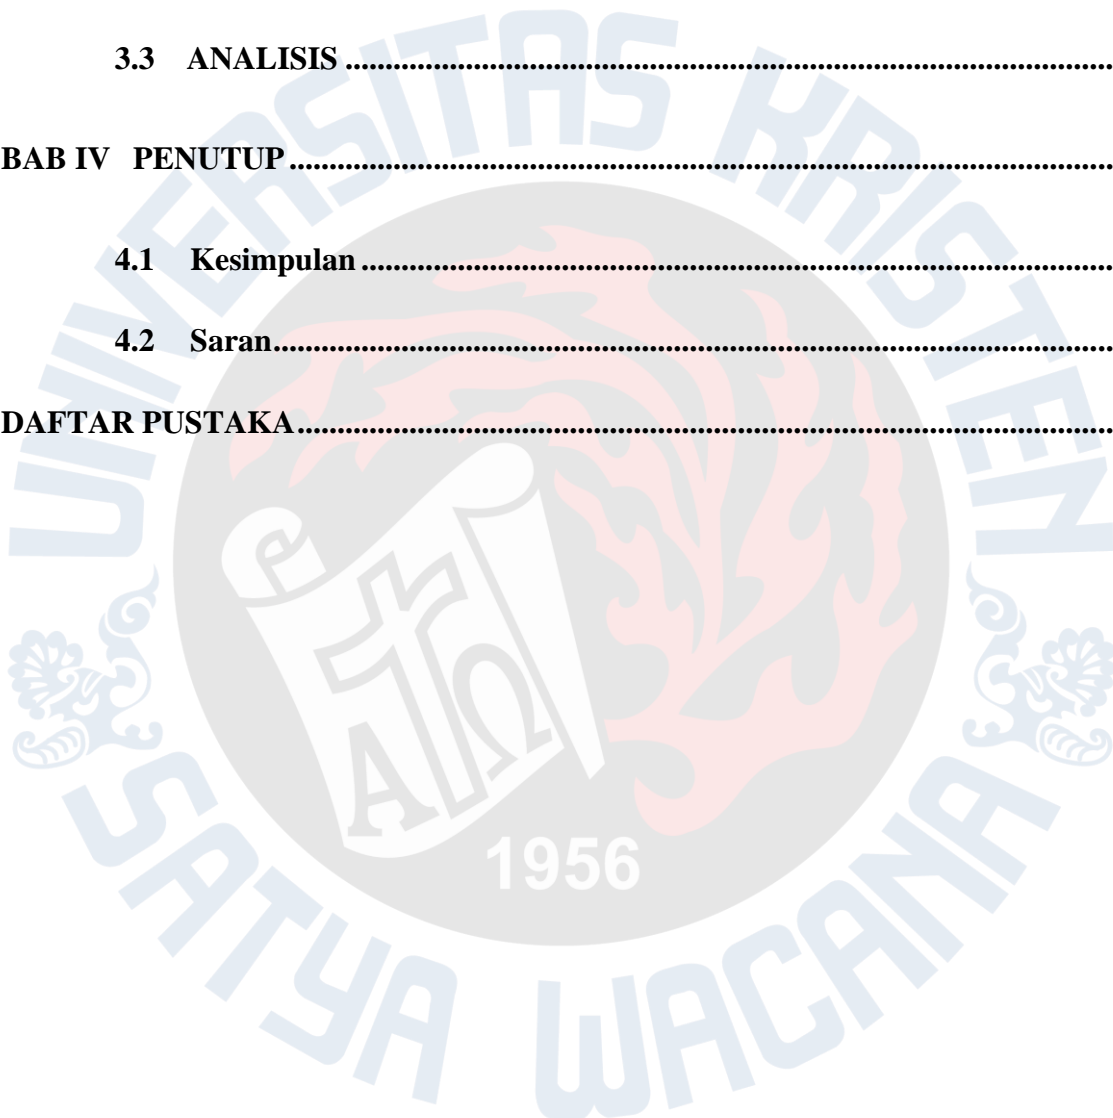 3.3 ANALISIS ........................................................................................................
BAB IV PENUTUP ........................................................................................................
4.1 Kesimpulan ........................................................................................................
4.2 Saran ........................................................................................................
DAFTAR PUSTAKA ........................................................................................................
UNIVERSITAS KRISTEN
SATYA WACANA
ΑΩ
1956